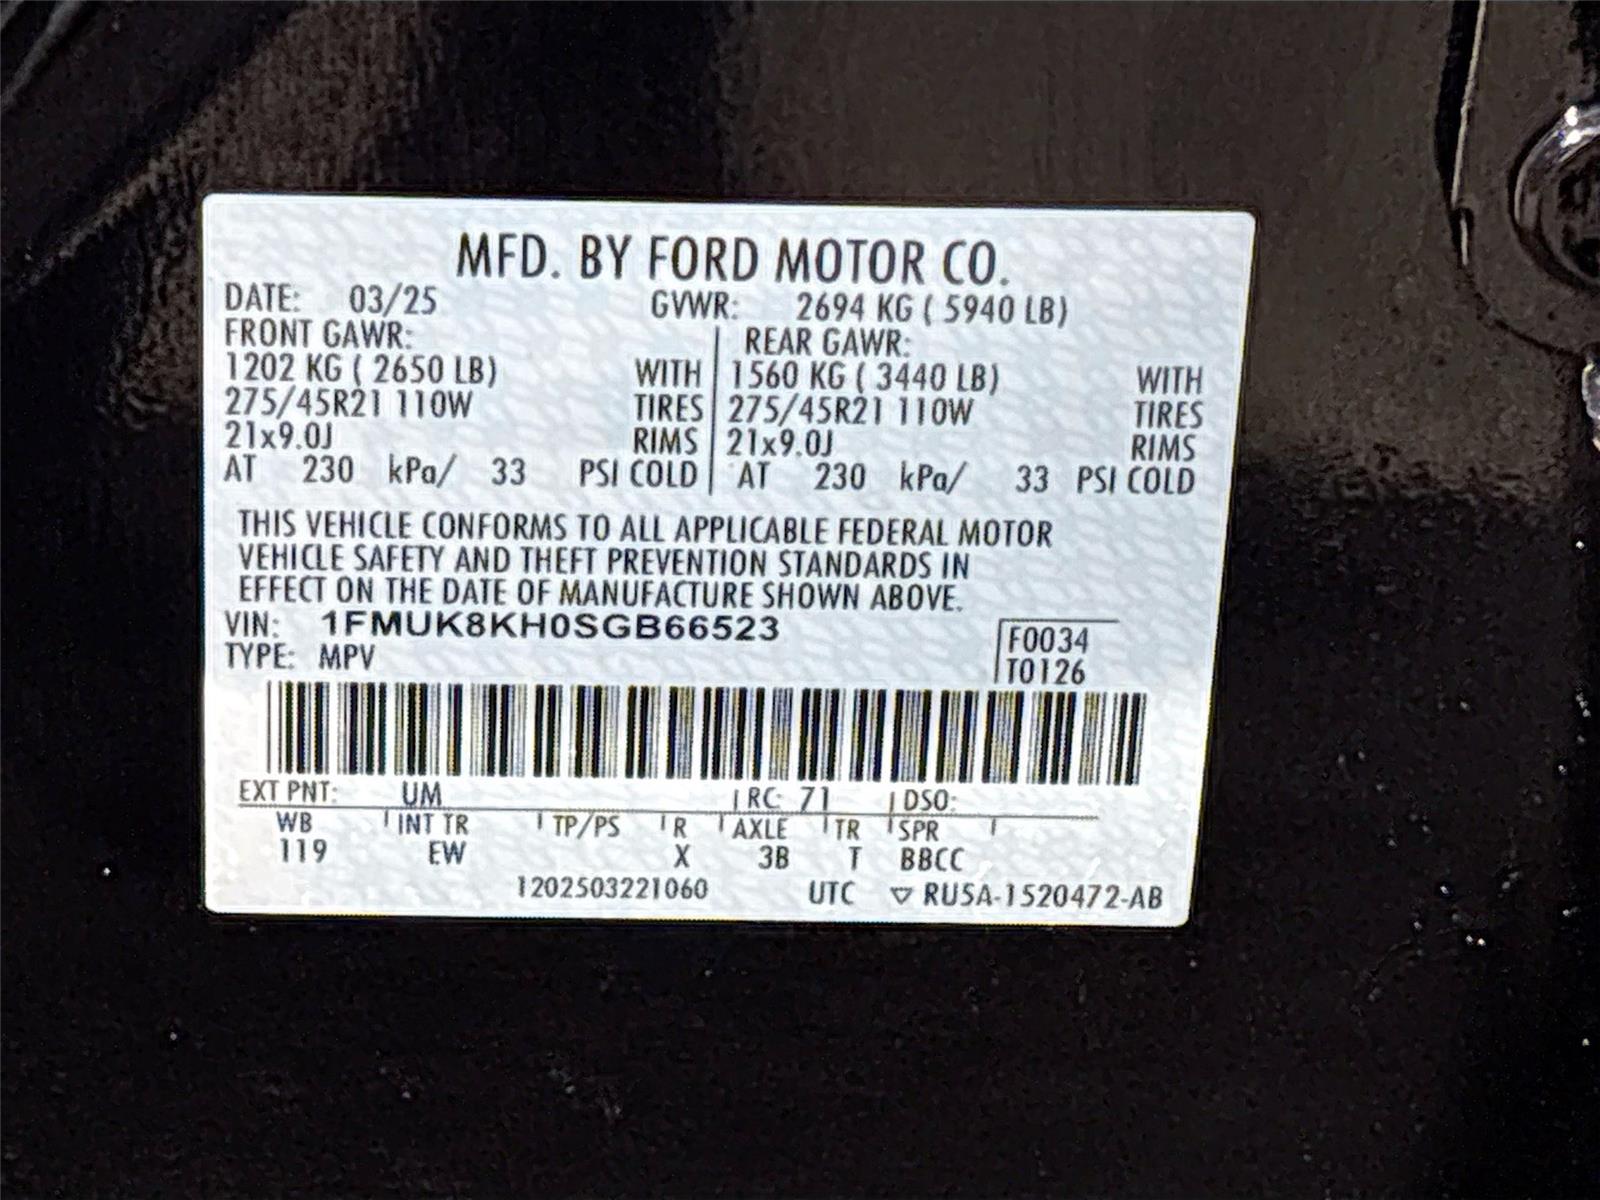 MFD. BY FORD MOTOR CO.
DATE: 03/25 GVWR: 2694 KG ( 5940 LB)
FRONT GAWR: REAR GAWR:
1202 KG ( 2650 LB) WITH 1560 KG ( 3440 LB) WITH
275/45R21 110W TIRES 275/45R21 110W TIRES
21x9.0J RIMS 21x9.0J RIMS
AT 230 kPa/ 33 PSI COLD AT 230 kPa/ 33 PSI COLD
THIS VEHICLE CONFORMS TO ALL APPLICABLE FEDERAL MOTOR
VEHICLE SAFETY AND THEFT PREVENTION STANDARDS IN
EFFECT ON THE DATE OF MANUFACTURE SHOWN ABOVE.
VIN: 1FMUK8KH0SGB66523 F0034
TYPE: MPV T0126
EXT PNT: UM RC: 71 DSO:
WB INT TR TP/PS R AXLE TR SPR
119 EW X 3B T BBCC
1202503221060 UTC ▽ RU5A-1520472-AB